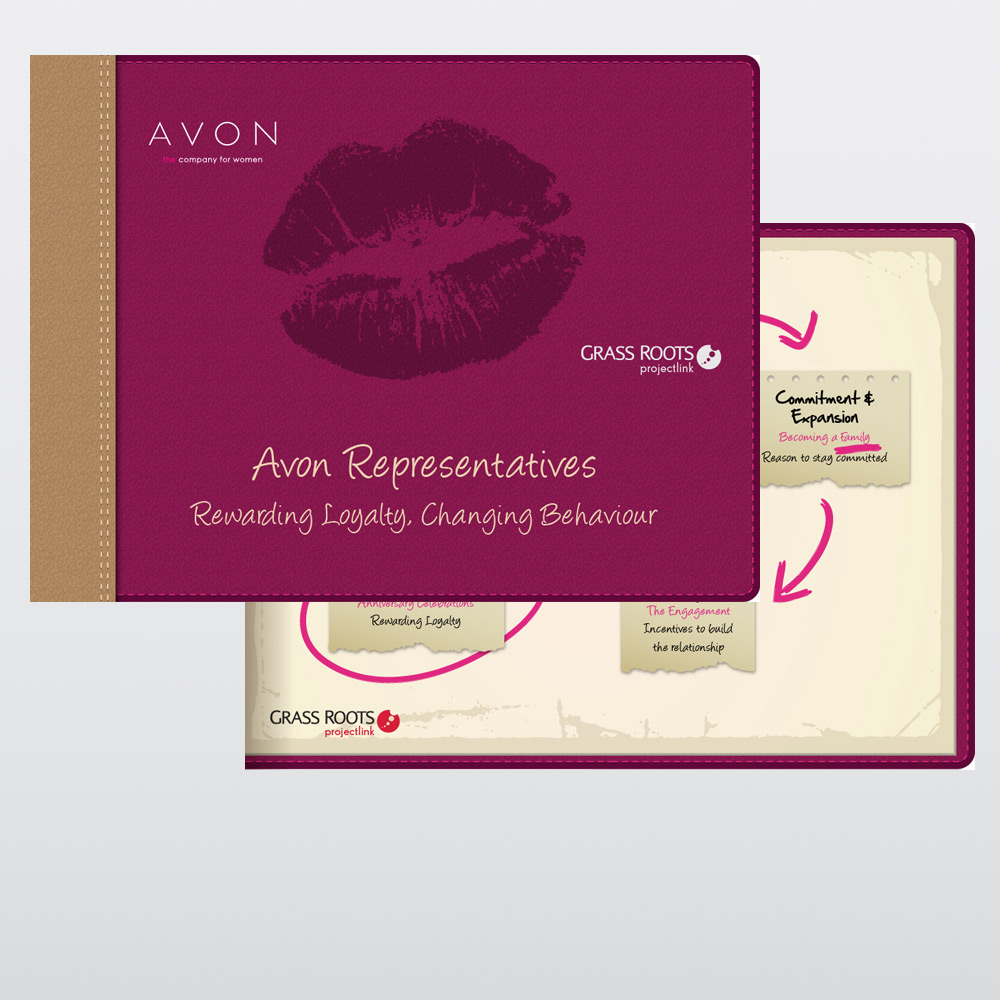 AVON
the company for women
GRASS ROOTS
projectlink
Avon Representatives
Rewarding Loyalty, Changing Behaviour
Commitment &
Expansion
Becoming a Family
Reason to stay committed
Anniversary Celebrations
Rewarding Loyalty
The Engagement
Incentives to build
the relationship
GRASS ROOTS
projectlink